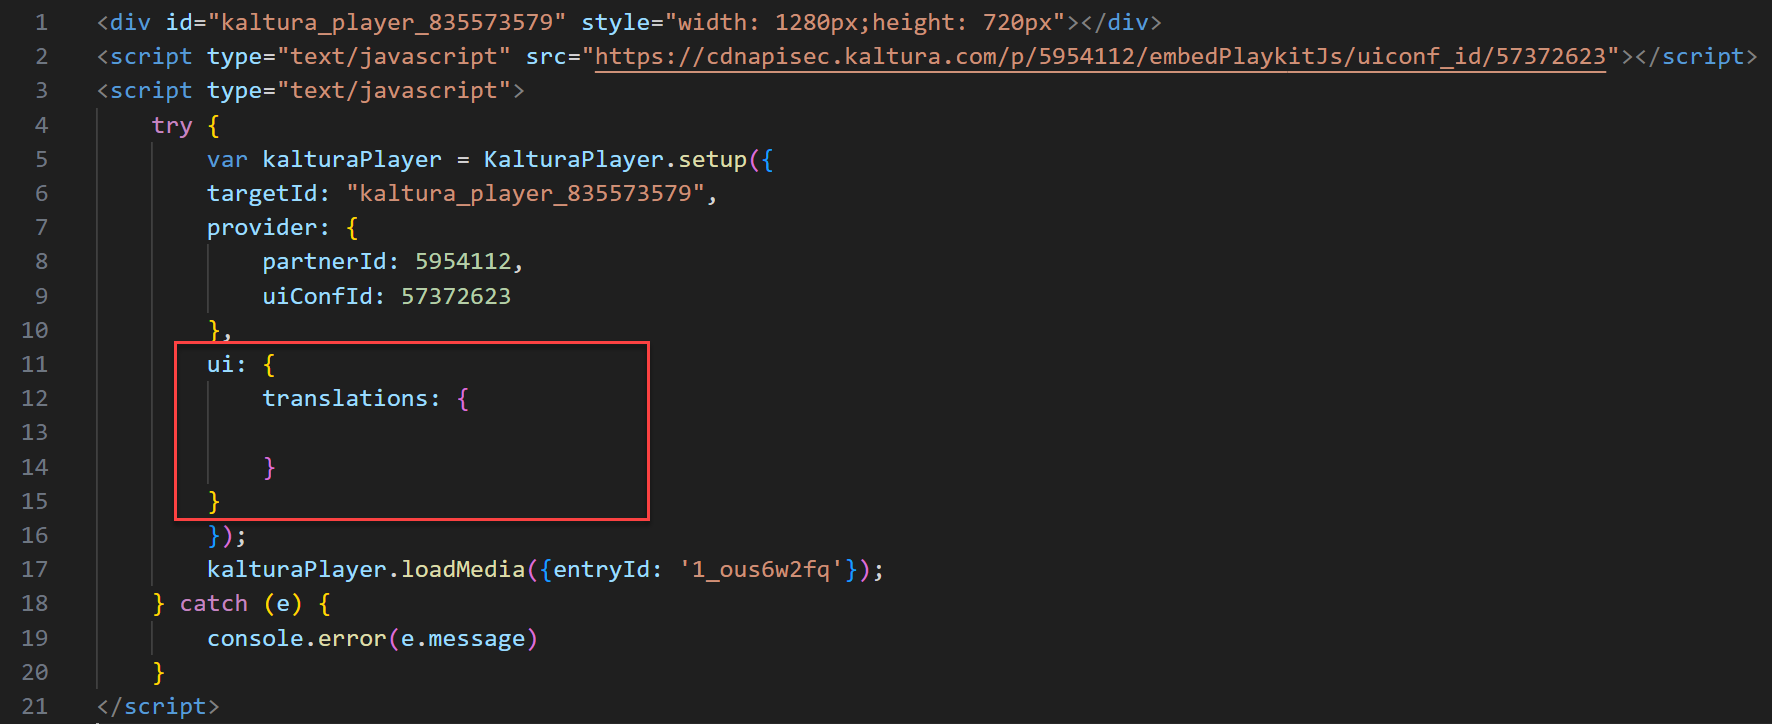 1 <div id="kaltura_player_835573579" style="width: 1280px;height: 720px"></div>
2 <script type="text/javascript" src="https://cdnapisec.kaltura.com/p/5954112/embedPlaykitJs/uiconf_id/57372623"></script>
3 <script type="text/javascript">
4     try {
5         var kalturaPlayer = KalturaPlayer.setup({
6         targetId: "kaltura_player_835573579",
7         provider: {
8             partnerId: 5954112,
9             uiConfId: 57372623
10         },
11         ui: {
12             translations: {
13
14             }
15         }
16         });
17         kalturaPlayer.loadMedia({entryId: '1_ous6w2fq'});
18     } catch (e) {
19         console.error(e.message)
20     }
21 </script>